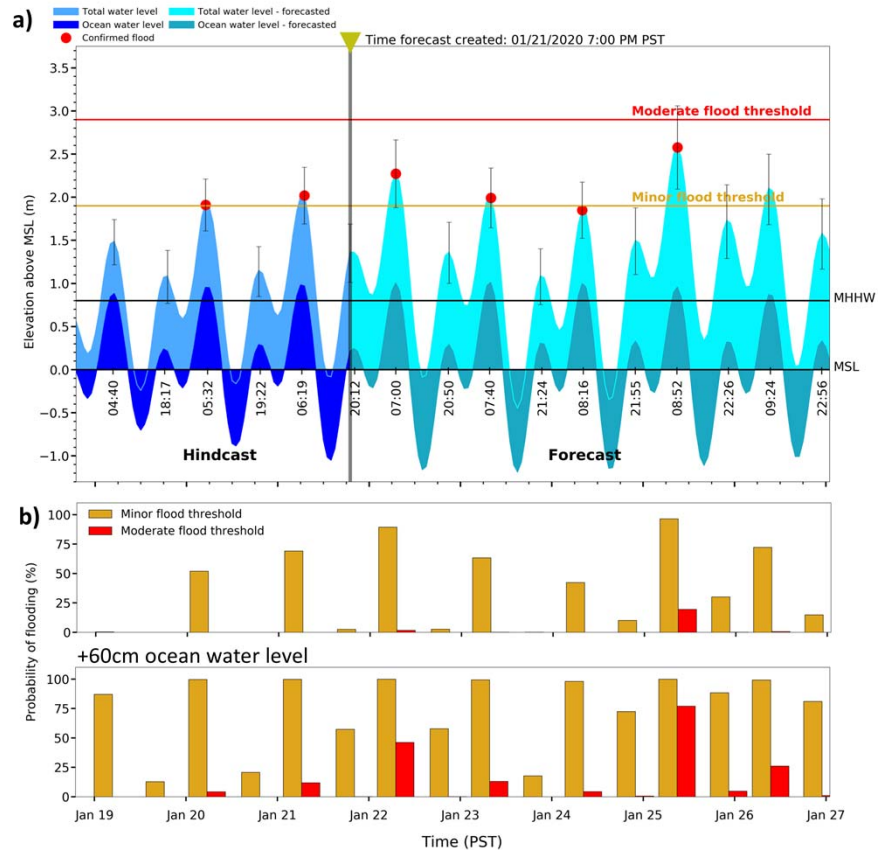 a)
Total water level
Total water level - forecasted
Ocean water level
Ocean water level - forecasted
Confirmed flood
Time forecast created: 01/21/2020 7:00 PM PST
Elevation above MSL (m)
3.5
3.0
2.5
2.0
1.5
1.0
0.5
0.0
−0.5
−1.0
Moderate flood threshold
Minor flood threshold
MHHW
MSL
04:40
18:17
05:32
19:22
06:19
20:12
07:00
20:50
07:40
21:24
08:16
21:55
08:52
22:26
09:24
22:56
Hindcast
Forecast
b)
Minor flood threshold
Moderate flood threshold
Probability of flooding (%)
100
75
50
25
0
+60cm ocean water level
100
75
50
25
0
Jan 19
Jan 20
Jan 21
Jan 22
Jan 23
Jan 24
Jan 25
Jan 26
Jan 27
Time (PST)